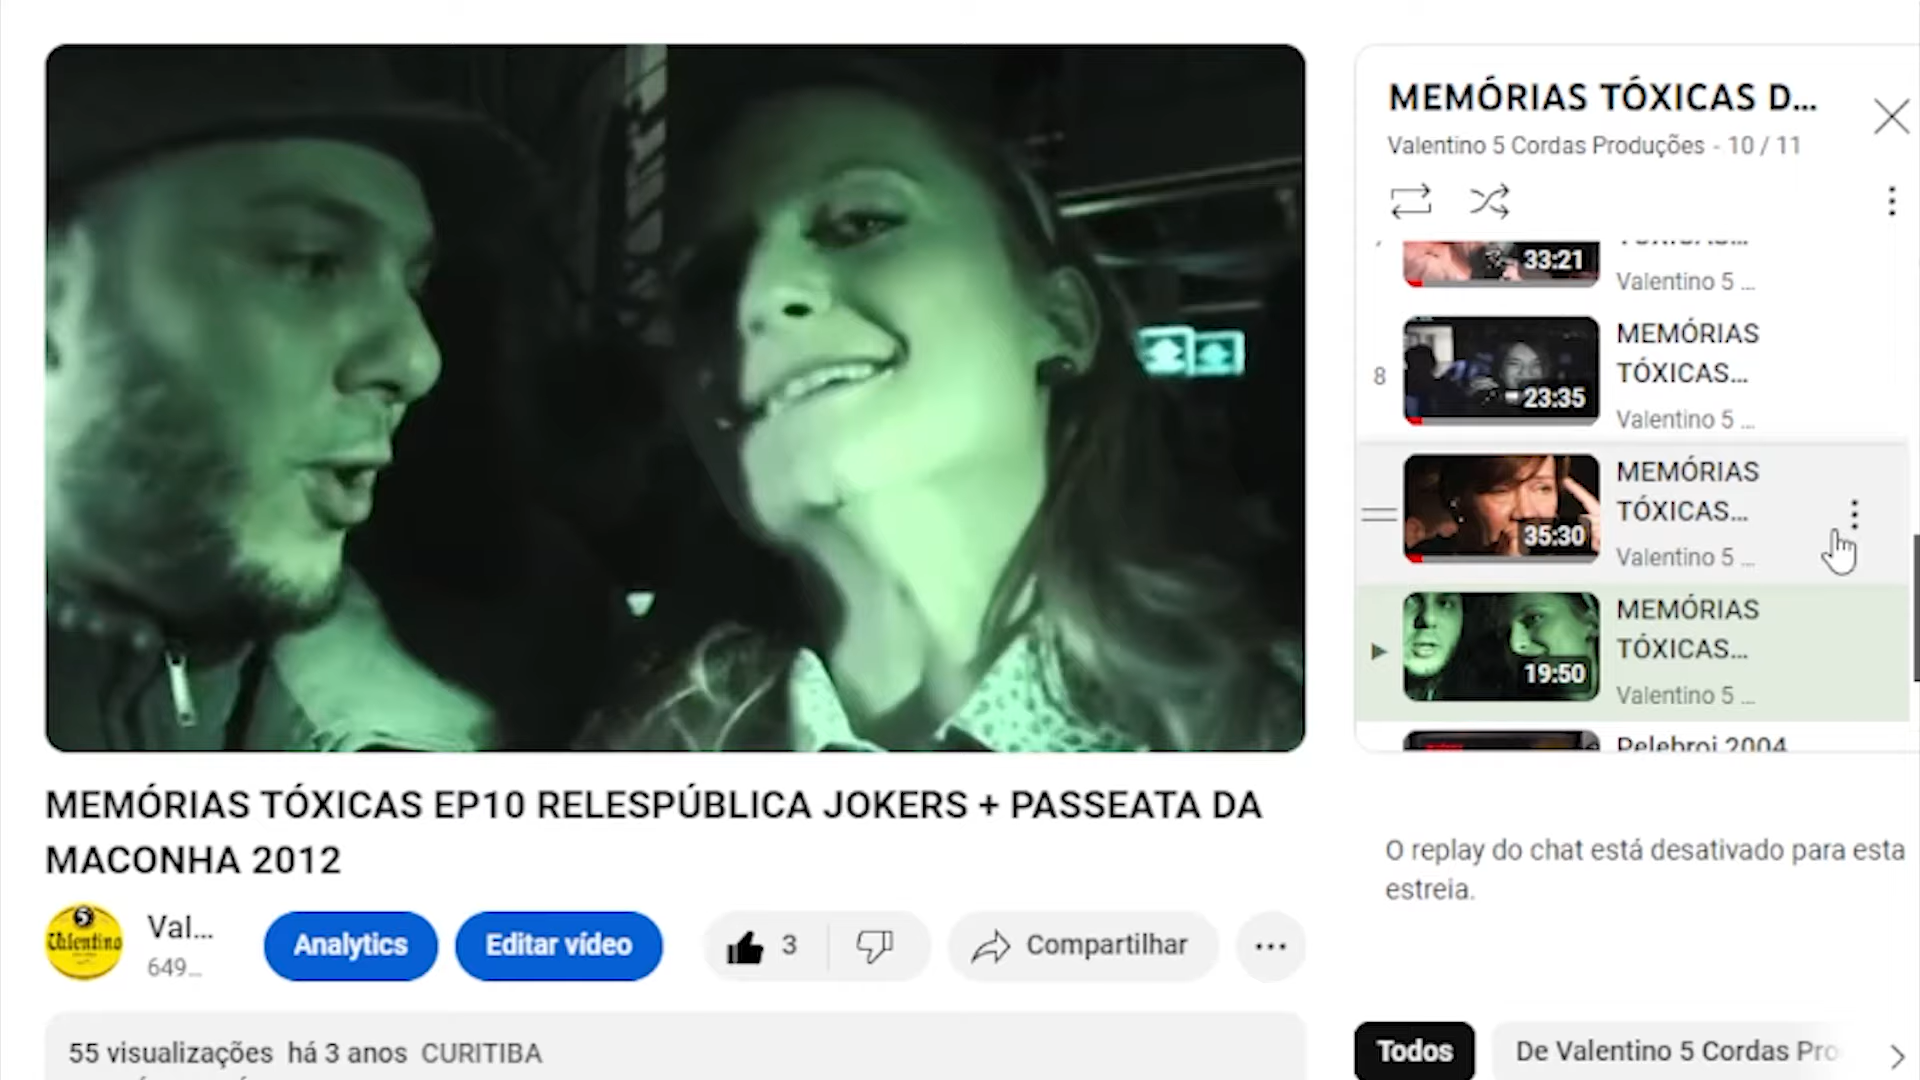 MEMÓRIAS TÓXICAS D...
Valentino 5 Cordas Produções - 10 / 11
33:21
Valentino 5 ...
8
23:35
MEMÓRIAS
TÓXICAS...
Valentino 5 ...
35:30
MEMÓRIAS
TÓXICAS...
Valentino 5 ...
19:50
MEMÓRIAS
TÓXICAS...
Valentino 5 ...
Pelebroi 2004
MEMÓRIAS TÓXICAS EP10 RELESPÚBLICA JOKERS + PASSEATA DA
MACONHA 2012
5
Valentino
Val...
649...
Analytics
Editar vídeo
3
Compartilhar
O replay do chat está desativado para esta
estreia.
55 visualizações há 3 anos CURITIBA
Todos
De Valentino 5 Cordas Pro